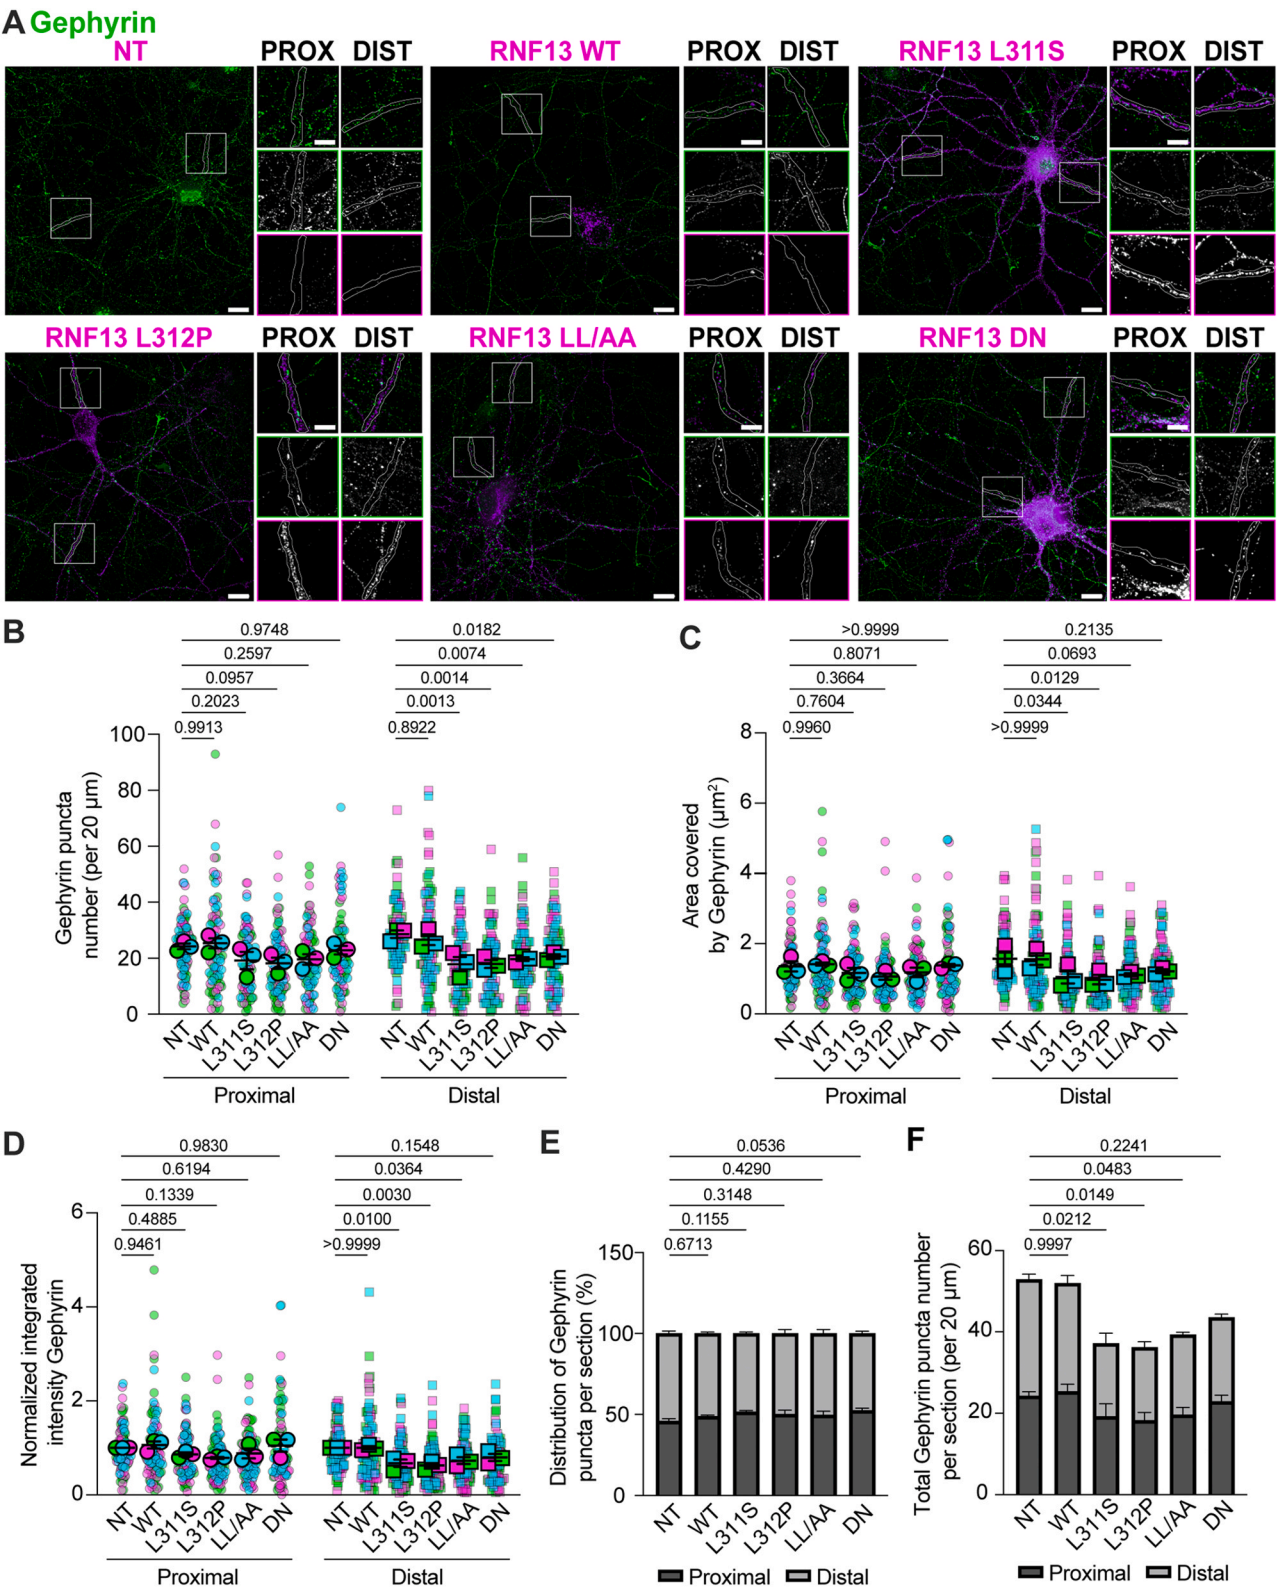 A Gephyrin
NT PROX DIST RNF13 WT PROX DIST RNF13 L311S PROX DIST
RNF13 L312P PROX DIST RNF13 LL/AA PROX DIST RNF13 DN PROX DIST
B
0.9748
0.2597
0.0957
0.2023
0.9913
0.0182
0.0074
0.0014
0.0013
0.8922
Gephyrin puncta
number (per 20 µm)
100
80
60
40
20
0
NT WT L311S L312P LL/AA DN NT WT L311S L312P LL/AA DN
Proximal Distal
C
>0.9999
0.8071
0.3664
0.7604
0.9960
0.2135
0.0693
0.0129
0.0344
>0.9999
Area covered
by Gephyrin (µm²)
8
6
4
2
0
NT WT L311S L312P LL/AA DN NT WT L311S L312P LL/AA DN
Proximal Distal
D
0.9830
0.6194
0.1339
0.4885
0.9461
0.1548
0.0364
0.0030
0.0100
>0.9999
Normalized integrated
intensity Gephyrin
6
4
2
0
NT WT L311S L312P LL/AA DN NT WT L311S L312P LL/AA DN
Proximal Distal
E
0.0536
0.4290
0.3148
0.1155
0.6713
Distribution of Gephyrin
puncta per section (%)
150
100
50
0
NT WT L311S L312P LL/AA DN
Proximal Distal
F
0.2241
0.0483
0.0149
0.0212
0.9997
Total Gephyrin puncta number
per section (per 20 µm)
60
40
20
0
NT WT L311S L312P LL/AA DN
Proximal Distal